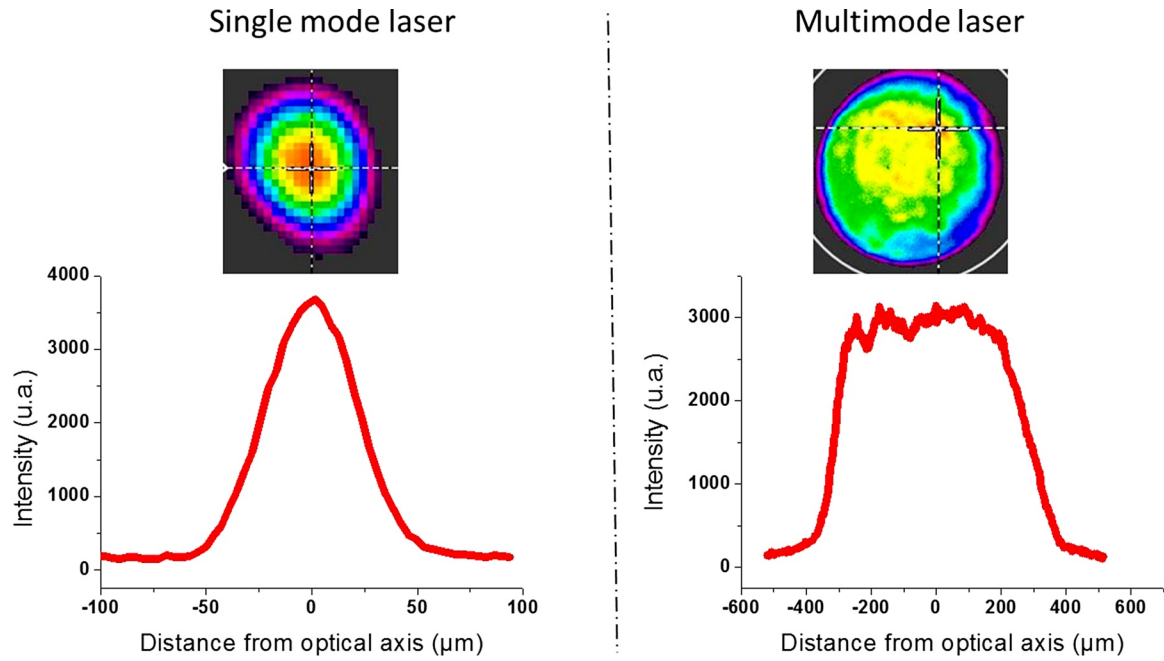 Single mode laser
Multimode laser
4000
3000
2000
1000
0
Intensity (u.a.)
-100 -50 0 50 100
Distance from optical axis (µm)
3000
2000
1000
0
Intensity (u.a.)
-600 -400 -200 0 200 400 600
Distance from optical axis (µm)